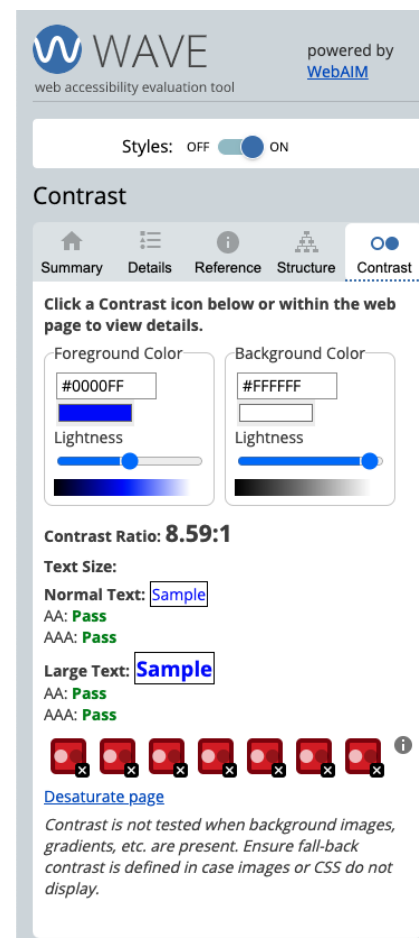 WAVE
web accessibility evaluation tool
powered by
WebAIM
Styles: OFF ON
Contrast
Summary Details Reference Structure Contrast
Click a Contrast icon below or within the web
page to view details.
Foreground Color Background Color
#0000FF #FFFFFF
Lightness Lightness
Contrast Ratio: 8.59:1
Text Size:
Normal Text: Sample
AA: Pass
AAA: Pass
Large Text: Sample
AA: Pass
AAA: Pass
Desaturate page
Contrast is not tested when background images,
gradients, etc. are present. Ensure fall-back
contrast is defined in case images or CSS do not
display.